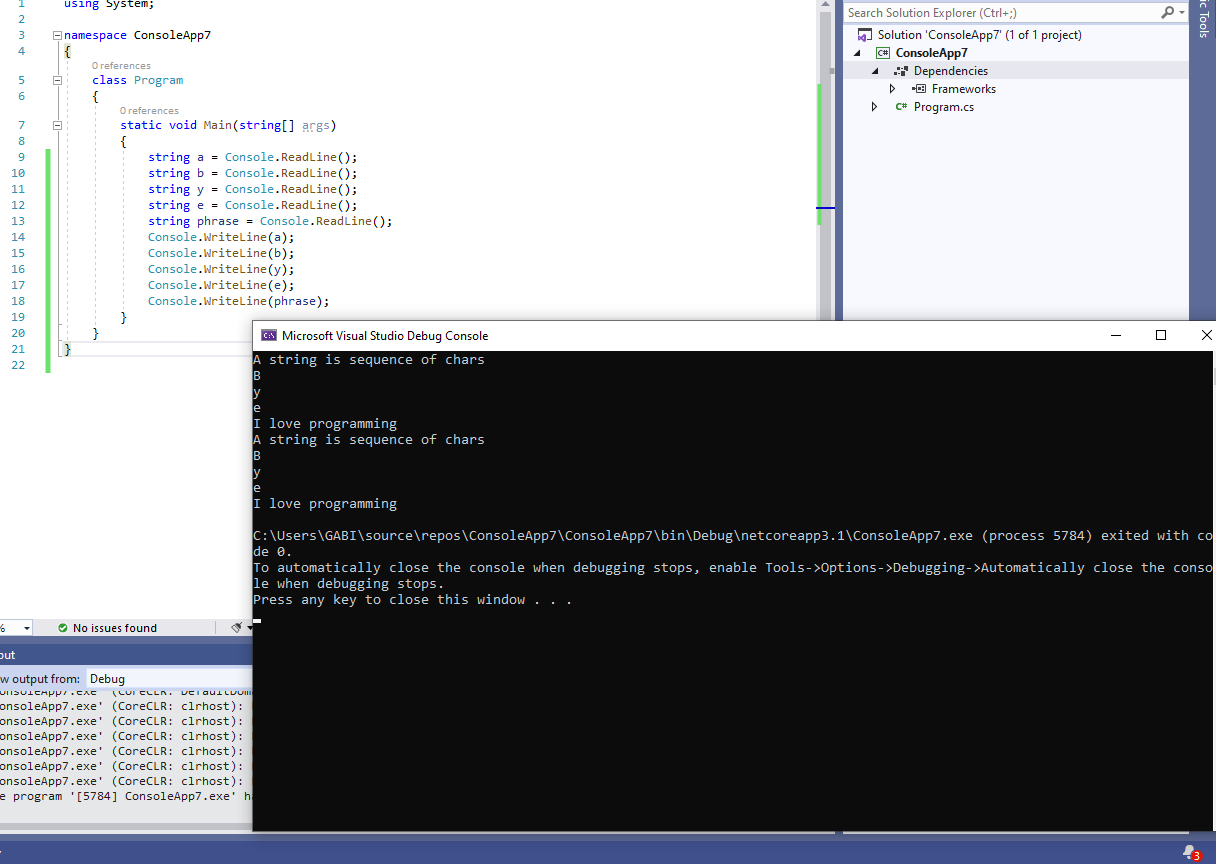 1 using System;
2
3 namespace ConsoleApp7
4 {
0 references
5 class Program
6 {
0 references
7 static void Main(string[] args)
8 {
9 string a = Console.ReadLine();
10 string b = Console.ReadLine();
11 string y = Console.ReadLine();
12 string e = Console.ReadLine();
13 string phrase = Console.ReadLine();
14 Console.WriteLine(a);
15 Console.WriteLine(b);
16 Console.WriteLine(y);
17 Console.WriteLine(e);
18 Console.WriteLine(phrase);
19 }
20 }
21 }
22
Search Solution Explorer (Ctrl+;)
Solution 'ConsoleApp7' (1 of 1 project)
C# ConsoleApp7
Dependencies
Frameworks
C# Program.cs
ic Tools
C:\ Microsoft Visual Studio Debug Console
A string is sequence of chars
B
y
e
I love programming
A string is sequence of chars
B
y
e
I love programming
C:\Users\GABI\source\repos\ConsoleApp7\ConsoleApp7\bin\Debug\netcoreapp3.1\ConsoleApp7.exe (process 5784) exited with co
de 0.
To automatically close the console when debugging stops, enable Tools->Options->Debugging->Automatically close the conso
le when debugging stops.
Press any key to close this window . . .
% No issues found
out
w output from: Debug
onsoleApp7.exe' (CoreCLR: DefaultDom
onsoleApp7.exe' (CoreCLR: clrhost):
onsoleApp7.exe' (CoreCLR: clrhost):
onsoleApp7.exe' (CoreCLR: clrhost):
onsoleApp7.exe' (CoreCLR: clrhost):
onsoleApp7.exe' (CoreCLR: clrhost):
onsoleApp7.exe' (CoreCLR: clrhost):
e program '[5784] ConsoleApp7.exe' ha
3